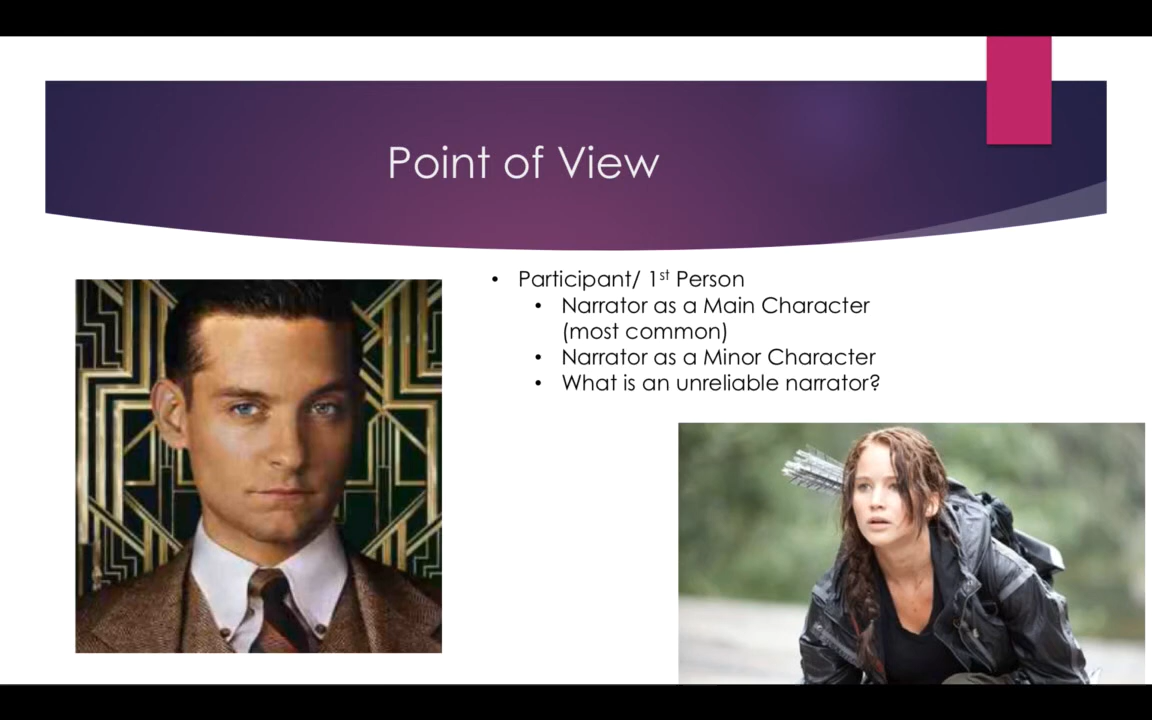 Point of View
• Participant/ 1st Person
• Narrator as a Main Character
(most common)
• Narrator as a Minor Character
• What is an unreliable narrator?